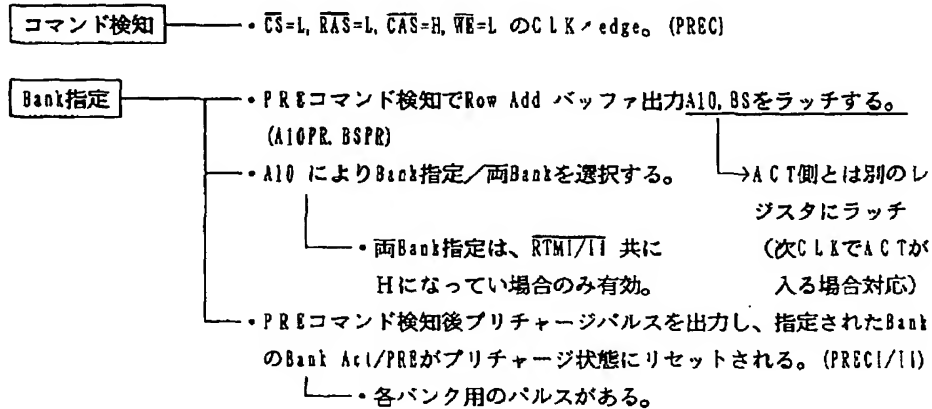 コマンド検知 ・C̅S̅=L, R̅A̅S̅=L, C̅A̅S̅=H, W̅E̅=L のCLK↗edge。(PREC)
Bank指定 ・PREコマンド検知でRow Add バッファ出力A10, BSをラッチする。
(A10PR. BSPR)
・A10 によりBank指定/両Bankを選択する。
→ACT側とは別のレ
ジスタにラッチ
(次CLKでACTが
入る場合対応)
・両Bank指定は、R̅T̅M̅I̅/̅I̅I̅ 共に
Hになってい場合のみ有効。
・PREコマンド検知後プリチャージパルスを出力し、指定されたBank
のBank Act/PREがプリチャージ状態にリセットされる。(PRECI/II)
・各バンク用のパルスがある。